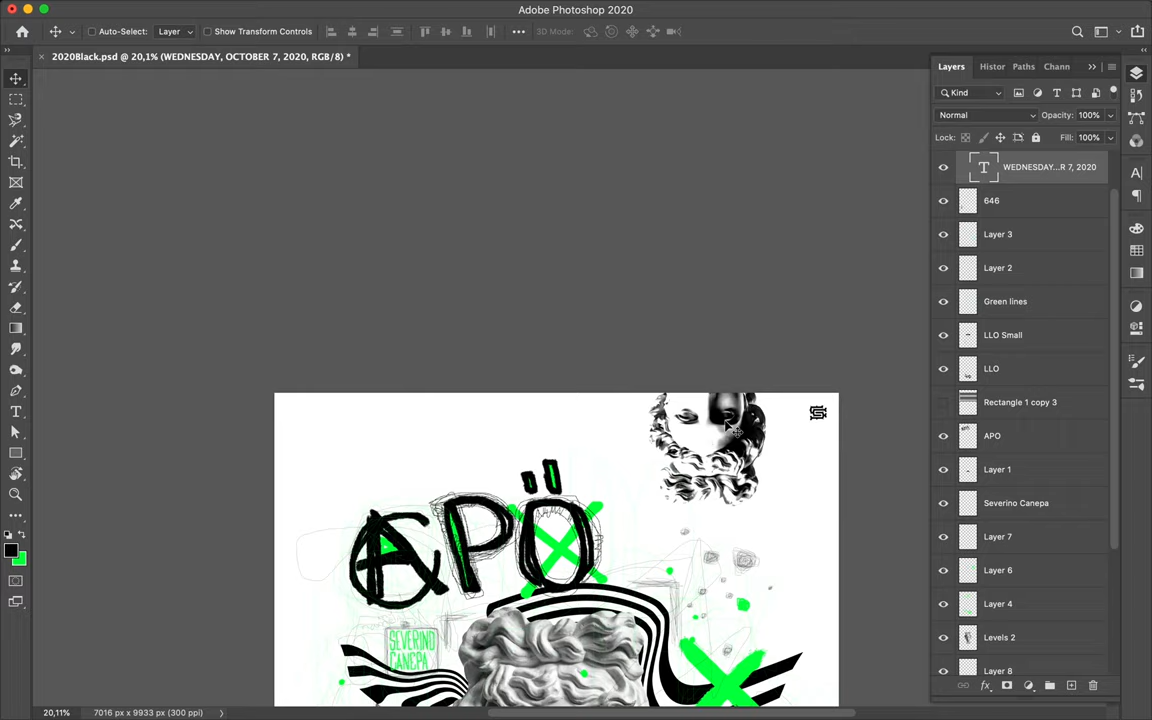 Adobe Photoshop 2020
Auto-Select: Layer Show Transform Controls 3D Mode:
2020Black.psd @ 20,1% (WEDNESDAY, OCTOBER 7, 2020, RGB/8) *
Layers Histor Paths Chann
Kind
Normal Opacity: 100%
Lock: Fill: 100%
WEDNESDAY...R 7, 2020
646
Layer 3
Layer 2
Green lines
LLO Small
LLO
Rectangle 1 copy 3
APO
Layer 1
Severino Canepa
Layer 7
Layer 6
Layer 4
Levels 2
Layer 8
APÖ
SEVERINO
CANEPA
20,11% 7016 px x 9933 px (300 ppi)